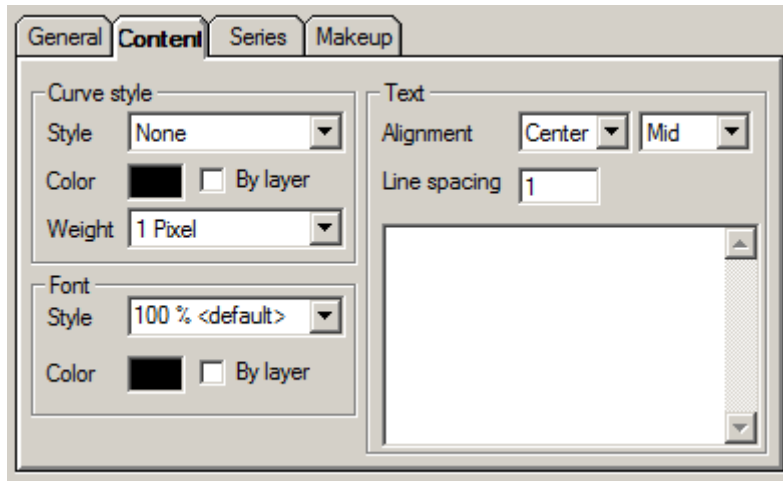 General Content Series Makeup
Curve style
Style None
Color By layer
Weight 1 Pixel
Font
Style 100 % <default>
Color By layer
Text
Alignment Center Mid
Line spacing 1